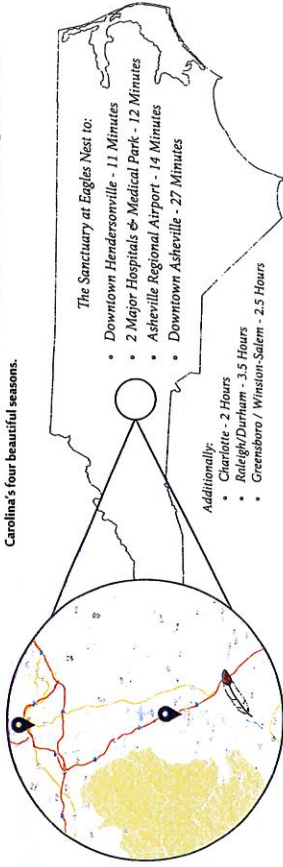 Carolina's four beautiful seasons.
The Sanctuary at Eagles Nest to:
• Downtown Hendersonville - 11 Minutes
• 2 Major Hospitals & Medical Park - 12 Minutes
• Asheville Regional Airport - 14 Minutes
• Downtown Asheville - 27 Minutes
Additionally:
• Charlotte - 2 Hours
• Raleigh/Durham - 3.5 Hours
• Greensboro / Winston-Salem - 2.5 Hours